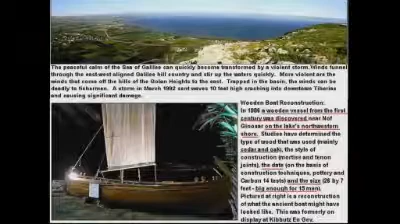 The peaceful calm of the Sea of Galilee can quickly become transformed by a violent storm. Winds funnel
through the east-west aligned Galilee hill country and stir up the waters quickly. More violent are the
winds that come off the hills of the Golan Heights to the east. Trapped in the basin, the winds can be
deadly to fishermen. A storm in March 1992 sent waves 10 feet high crashing into downtown Tiberias
and causing significant damage.
Wooden Boat Reconstruction:
In 1986 a wooden vessel from the first
century was discovered near Nof
Ginosar on the lake's northwestern
shore. Studies have determined the
type of wood that was used (mainly
cedar and oak), the style of
construction (mortise and tenon
joints), the date (on the basis of
construction techniques, pottery and
Carbon 14 tests) and the size (26 by 7
feet - big enough for 15 men).
Pictured at right is a reconstruction
of what the ancient boat might have
looked like. This was formerly on
display at Kibbutz Ein Gev.